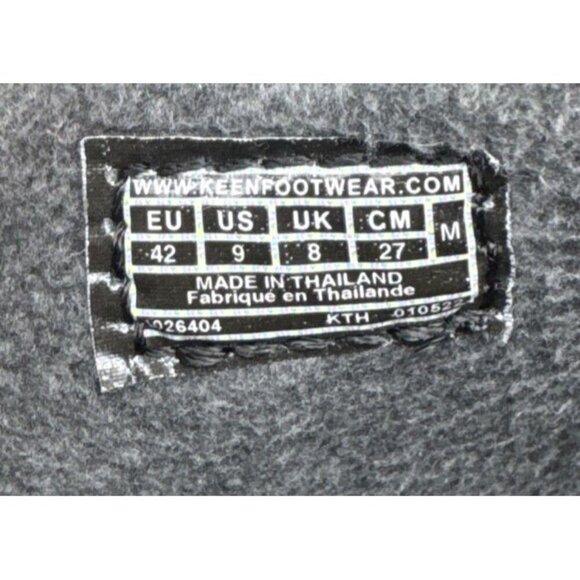 WWW.KEENFOOTWEAR.COM
EU US UK CM M
42 9 8 27
MADE IN THAILAND
Fabriqué en Thaïlande
026404 KTH 010522